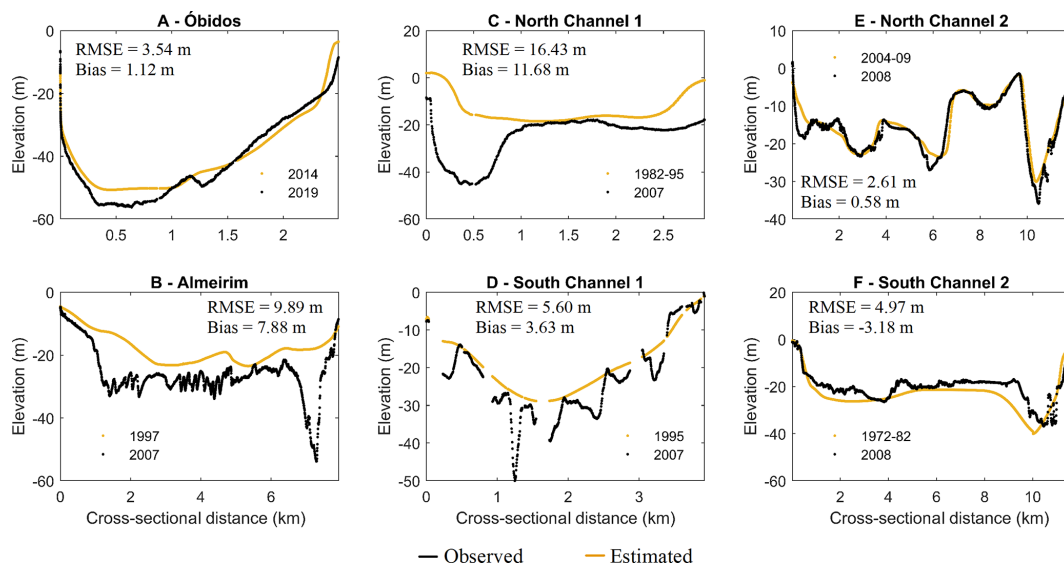 A - Óbidos
RMSE = 3.54 m
Bias = 1.12 m
Elevation (m)
0
-20
-40
-60
0.5
1
1.5
2
2014
2019
C - North Channel 1
RMSE = 16.43 m
Bias = 11.68 m
Elevation (m)
20
0
-20
-40
-60
0
0.5
1
1.5
2
2.5
1982-95
2007
E - North Channel 2
2004-09
2008
RMSE = 2.61 m
Bias = 0.58 m
Elevation (m)
20
10
-10
-20
-30
40
2
4
6
8
10
B - Almeirim
RMSE = 9.89 m
Bias = 7.88 m
Elevation (m)
0
-20
-40
-60
0
2
4
6
1997
2007
Cross-sectional distance (km)
D - South Channel 1
RMSE = 5.60 m
Bias = 3.63 m
Elevation (m)
0
-10
-20
-30
-40
-50
1
2
3
1995
2007
Cross-sectional distance (km)
F - South Channel 2
RMSE = 4.97 m
Bias = -3.18 m
Elevation (m)
20
0
-20
-40
-60
2
4
6
8
10
1972-82
2008
Cross-sectional distance (km)
Observed
Estimated